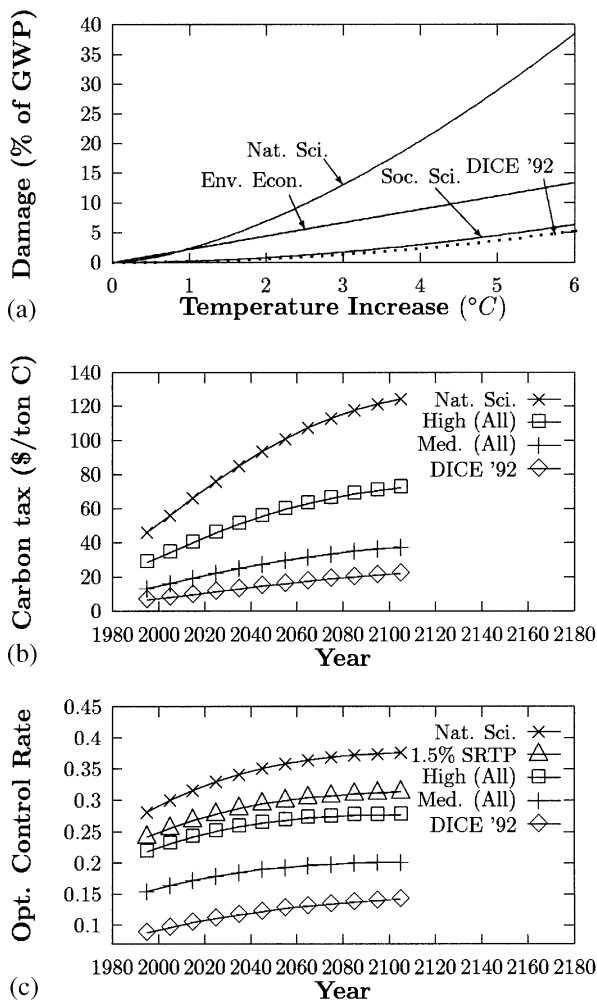 40
35
30
25
20
15
10
5
0
Damage (% of GWP)
Nat. Sci.
Env. Econ.
Soc. Sci.
DICE '92
0 1 2 3 4 5 6
Temperature Increase (°C)
(a)
140
120
100
80
60
40
20
0
Carbon tax ($/ton C)
Nat. Sci.
High (All)
Med. (All)
DICE '92
1980 2000 2020 2040 2060 2080 2100 2120 2140 2160 2180
Year
(b)
0.45
0.4
0.35
0.3
0.25
0.2
0.15
0.1
Opt. Control Rate
Nat. Sci.
1.5% SRTP
High (All)
Med. (All)
DICE '92
1980 2000 2020 2040 2060 2080 2100 2120 2140 2160 2180
Year
(c)